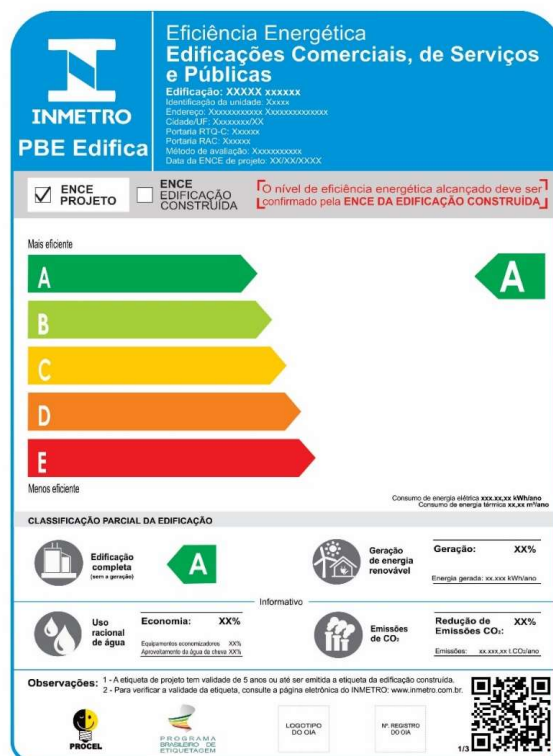 Eficiência Energética
Edificações Comerciais, de Serviços
e Públicas
Edificação: XXXXX xxxxxx
Identificação da unidade: Xxxxx
Endereço: Xxxxxxxxxxx Xxxxxxxxxxxxx
Cidade/UF: Xxxxxxxx/XX
Portaria RTQ-C: Xxxxxx
Portaria RAC: Xxxxxx
Método de avaliação: Xxxxxxxxxxx
Data da ENCE de projeto: XX/XX/XXXX
INMETRO
PBE Edifica
ENCE
PROJETO
ENCE
EDIFICAÇÃO
CONSTRUÍDA
O nível de eficiência energética alcançado deve ser
confirmado pela ENCE DA EDIFICAÇÃO CONSTRUÍDA
Mais eficiente
A
A
B
C
D
E
Menos eficiente
Consumo de energia elétrica xxx.xx,xx kWh/ano
Consumo de energia térmica xx,xx m³/ano
CLASSIFICAÇÃO PARCIAL DA EDIFICAÇÃO
Edificação
completa
(sem a geração)
A
Geração
de energia
renovável
Geração: XX%
Energia gerada: xx.xxx kWh/ano
Informativo
Uso
racional
de água
Economia: XX%
Equipamentos economizadores XX%
Aproveitamento da água de chuva XX%
Emissões
de CO₂
Redução de
Emissões CO₂: XX%
Emissões: xx.xxx,xx t.CO₂/ano
Observações: 1 - A etiqueta de projeto tem validade de 5 anos ou até ser emitida a etiqueta da edificação construída.
2 - Para verificar a validade da etiqueta, consulte a página eletrônica do INMETRO: www.inmetro.com.br.
PROCEL
PROGRAMA
BRASILEIRO DE
ETIQUETAGEM
LOGOTIPO
DO OIA
Nº. REGISTRO
DO OIA
1/3